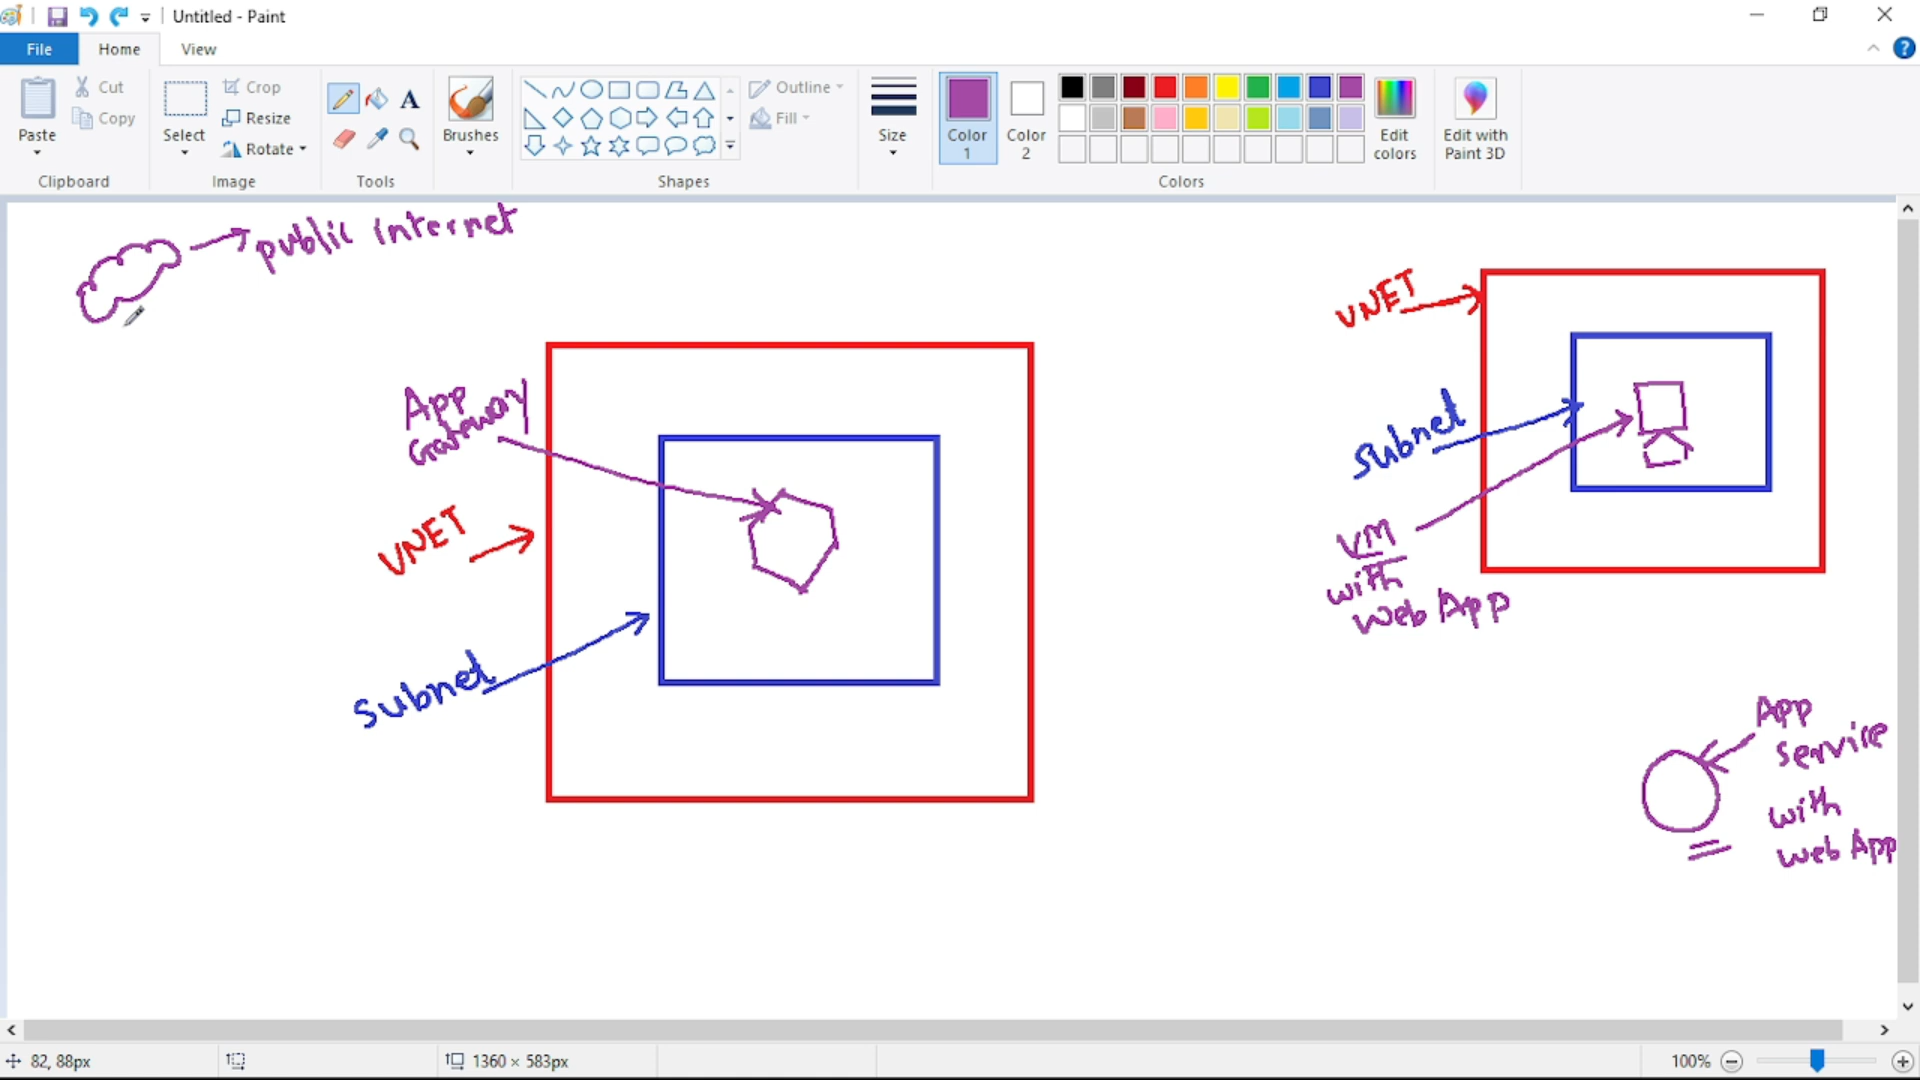 Untitled - Paint
File
Home
View
Paste
Cut
Copy
Clipboard
Select
Crop
Resize
Rotate
Image
A
Tools
Brushes
Shapes
Outline
Fill
Size
Color
1
Color
2
Colors
Edit
colors
Edit with
Paint 3D
?
public internet
App
Gateway
VNET
Subnet
VNET
Subnet
VM
with
Web App
App
Service
with
Web App
82, 88px
1360 × 583px
100%